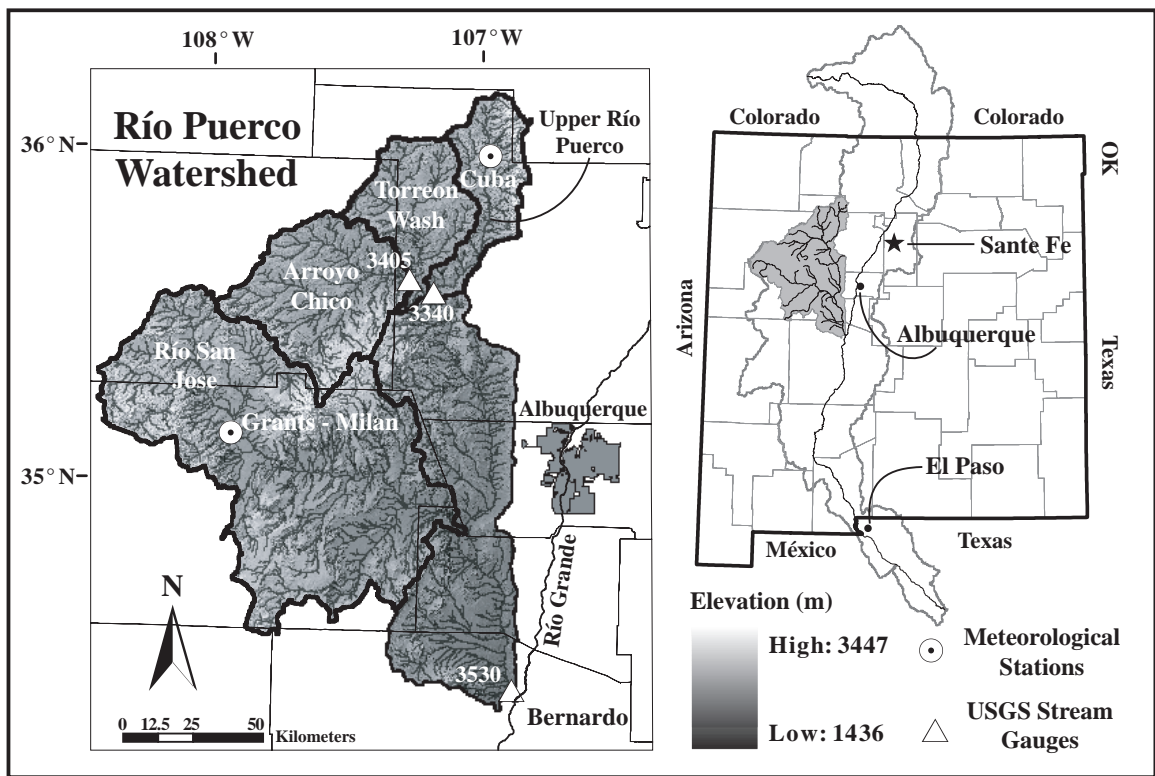 108°W
107°W
36°N
35°N
Río Puerco
Watershed
Upper Río
Puerco
Cuba
Torreon
Wash
3405
Arroyo
Chico
3340
Río San
Jose
Grants - Milan
Albuquerque
Río Grande
3530
Bernardo
N
0 12.5 25 50
Kilometers
Colorado
Colorado
OK
Sante Fe
Arizona
Albuquerque
Texas
El Paso
México
Texas
Elevation (m)
High: 3447
Low: 1436
Meteorological
Stations
USGS Stream
Gauges